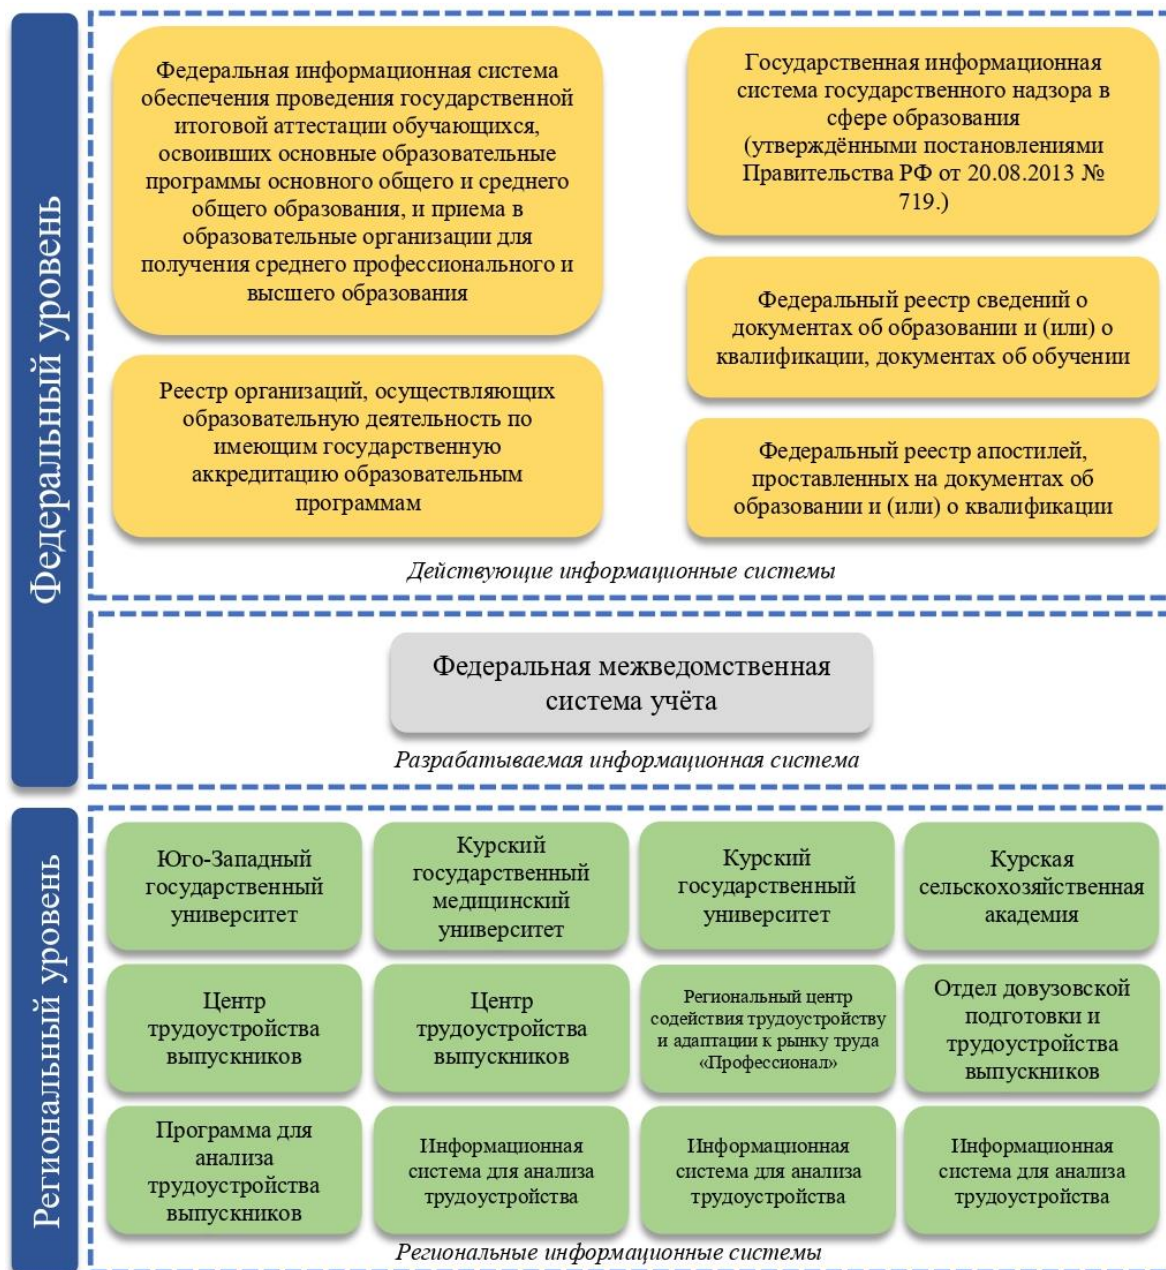 Федеральный уровень
Федеральная информационная система
обеспечения проведения государственной
итоговой аттестации обучающихся,
освоивших основные образовательные
программы основного общего и среднего
общего образования, и приема в
образовательные организации для
получения среднего профессионального и
высшего образования
Реестр организаций, осуществляющих
образовательную деятельность по
имеющим государственную
аккредитацию образовательным
программам
Государственная информационная
система государственного надзора в
сфере образования
(утверждёнными постановлениями
Правительства РФ от 20.08.2013 №
719.)
Федеральный реестр сведений о
документах об образовании и (или) о
квалификации, документах об обучении
Федеральный реестр апостилей,
проставленных на документах об
образовании и (или) о квалификации
Действующие информационные системы
Федеральная межведомственная
система учёта
Разрабатываемая информационная система
Региональный уровень
Юго-Западный
государственный
университет
Курский
государственный
медицинский
университет
Курский
государственный
университет
Курская
сельскохозяйственная
академия
Центр
трудоустройства
выпускников
Центр
трудоустройства
выпускников
Региональный центр
содействия трудоустройству
и адаптации к рынку труда
«Профессионал»
Отдел довузовской
подготовки и
трудоустройства
выпускников
Программа для
анализа
трудоустройства
выпускников
Информационная
система для анализа
трудоустройства
Информационная
система для анализа
трудоустройства
Информационная
система для анализа
трудоустройства
Региональные информационные системы